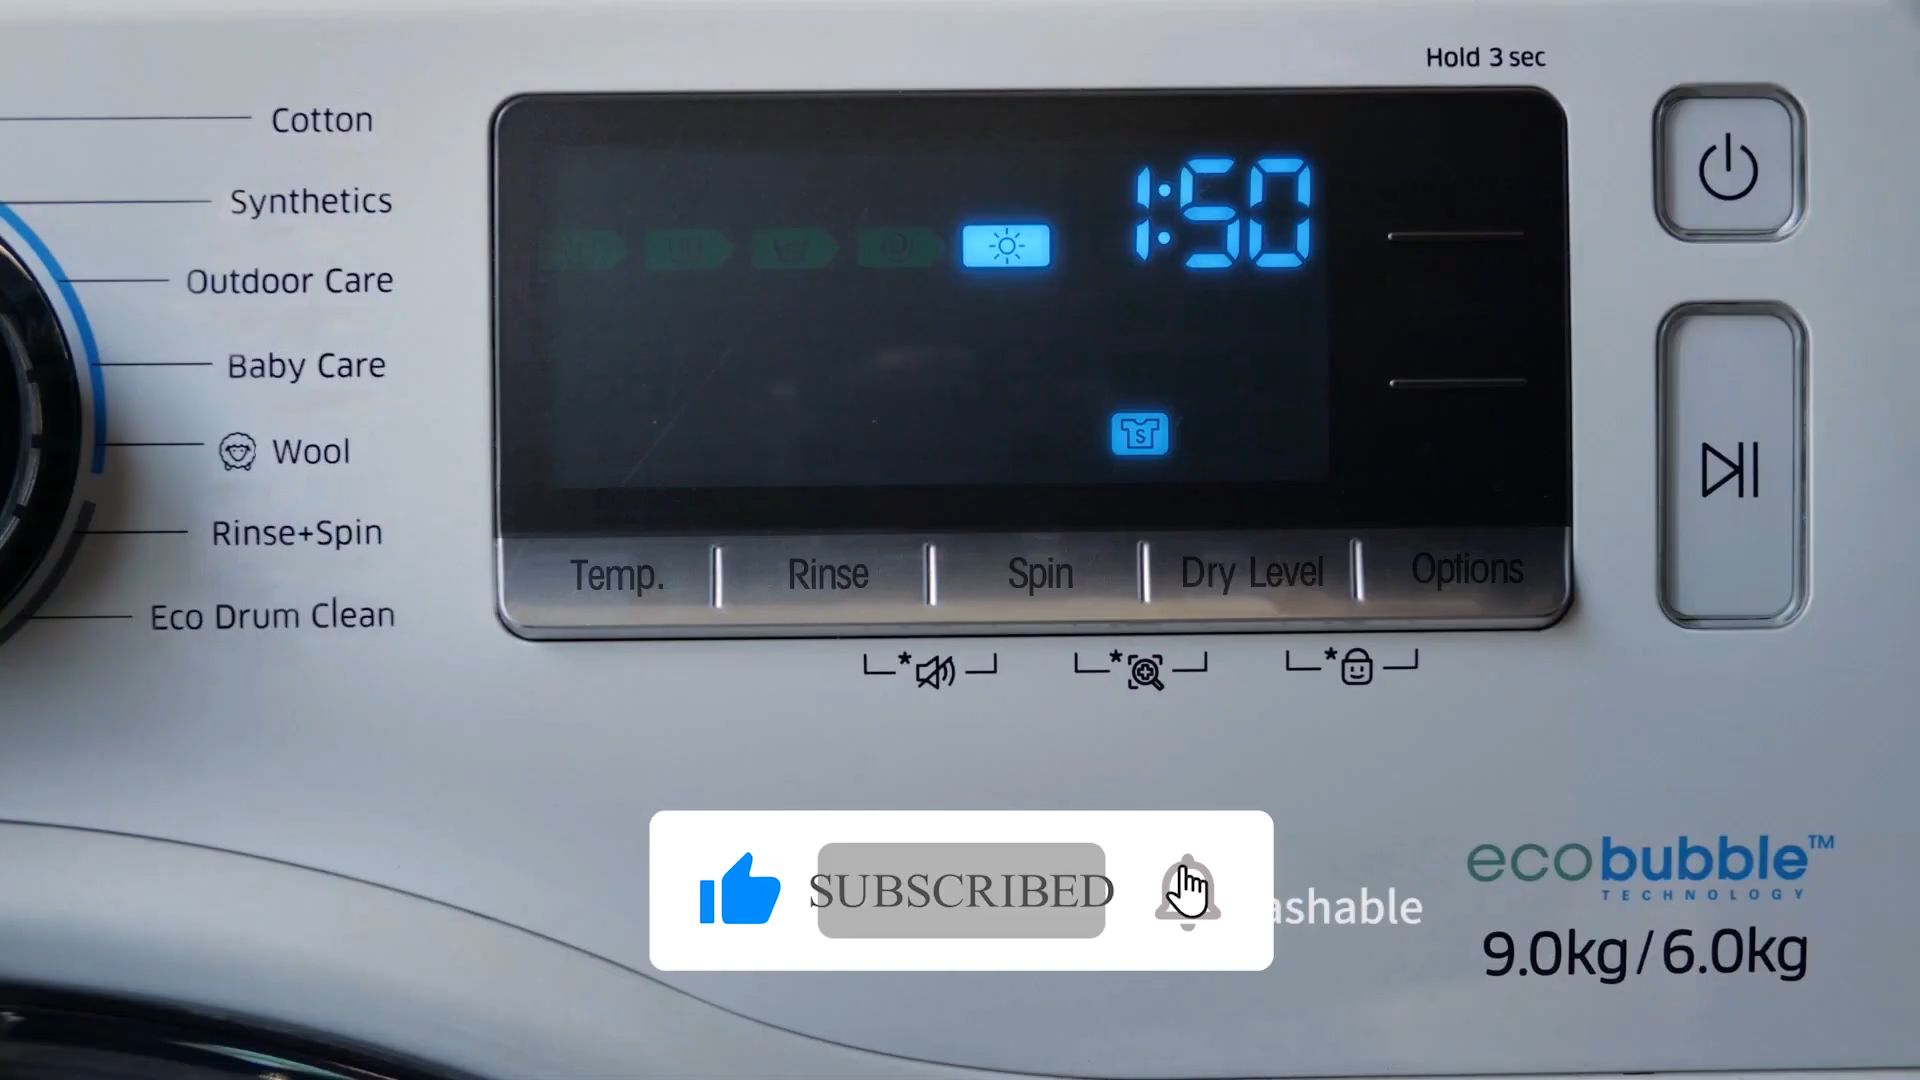 Hold 3 sec
Cotton
Synthetics
Outdoor Care
Baby Care
Wool
Rinse+Spin
Eco Drum Clean
1:50
S
Temp.
Rinse
Spin
Dry Level
Options
SUBSCRIBED
ashable
ecobubble™
TECHNOLOGY
9.0kg/6.0kg